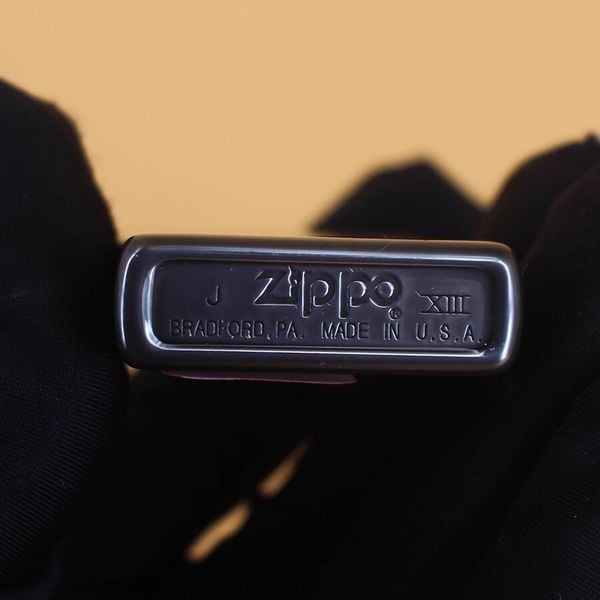 J Zippo® XIII
BRADFORD, PA. MADE IN U.S.A.